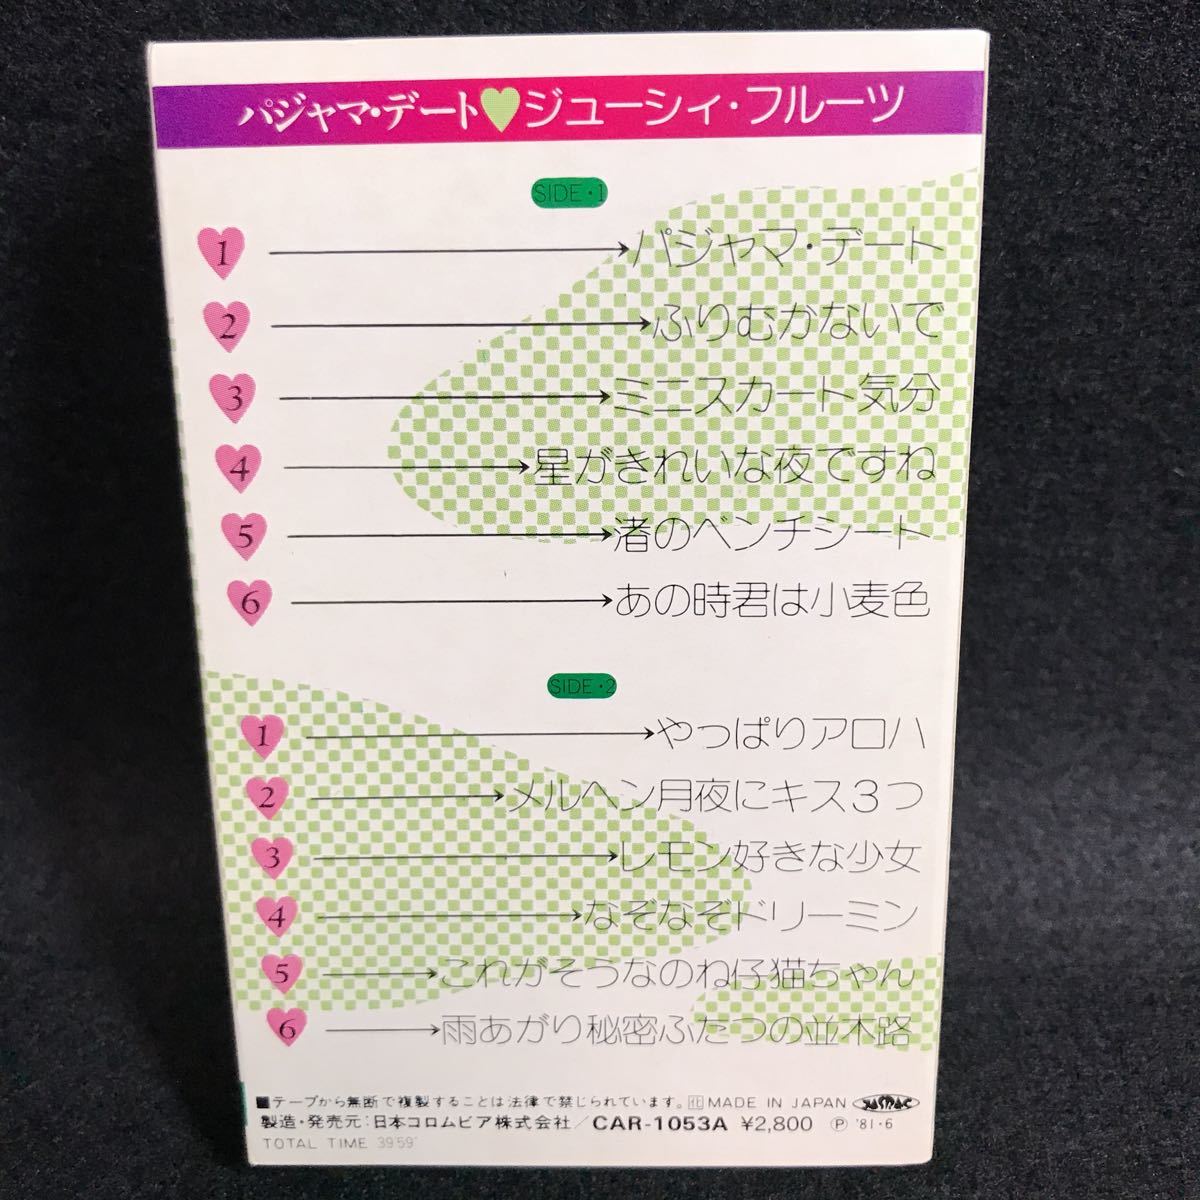 パジャマ・デート♥ジューシィ・フルーツ
SIDE・1
1 パジャマ・デート
2 ふりむかないで
3 ミニスカート気分
4 星がきれいな夜ですね
5 渚のベンチシート
6 あの時君は小麦色
SIDE・2
1 やっぱりアロハ
2 メルヘン月夜にキス3つ
3 レモン好きな少女
4 なぞなぞドリーミン
5 これがそうなのね仔猫ちゃん
6 雨あがり秘密ふたつの並木路
■テープから無断で複製することは法律で禁じられています。 MADE IN JAPAN JASRAC
製造・発売元:日本コロムビア株式会社/CAR-1053A ¥2,800 Ⓟ '81・6
TOTAL TIME 39'59"